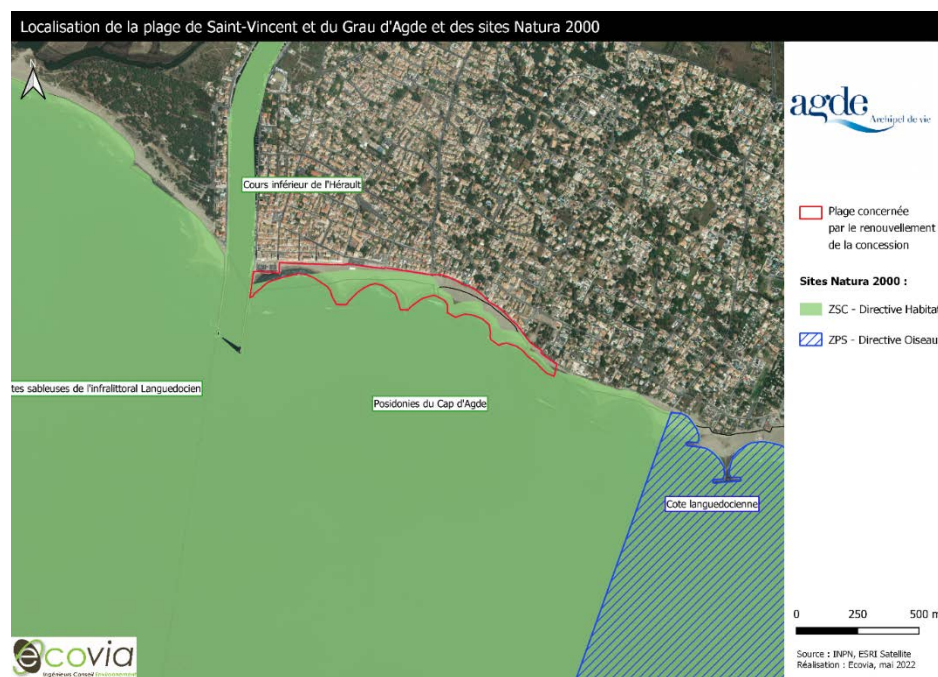 Localisation de la plage de Saint-Vincent et du Grau d'Agde et des sites Natura 2000
agde
Archipel de vie
Cours inférieur de l'Hérault
Plage concernée
par le renouvellement
de la concession
Sites Natura 2000 :
ZSC - Directive Habitat
ZPS - Directive Oiseau
tes sableuses de l'infralittoral Languedocien
Posidonies du Cap d'Agde
Cote languedocienne
0 250 500 m
Source : INPN, ESRI Satellite
Réalisation : Ecovia, mai 2022
ecovia
Ingénieurs Conseil Environnement